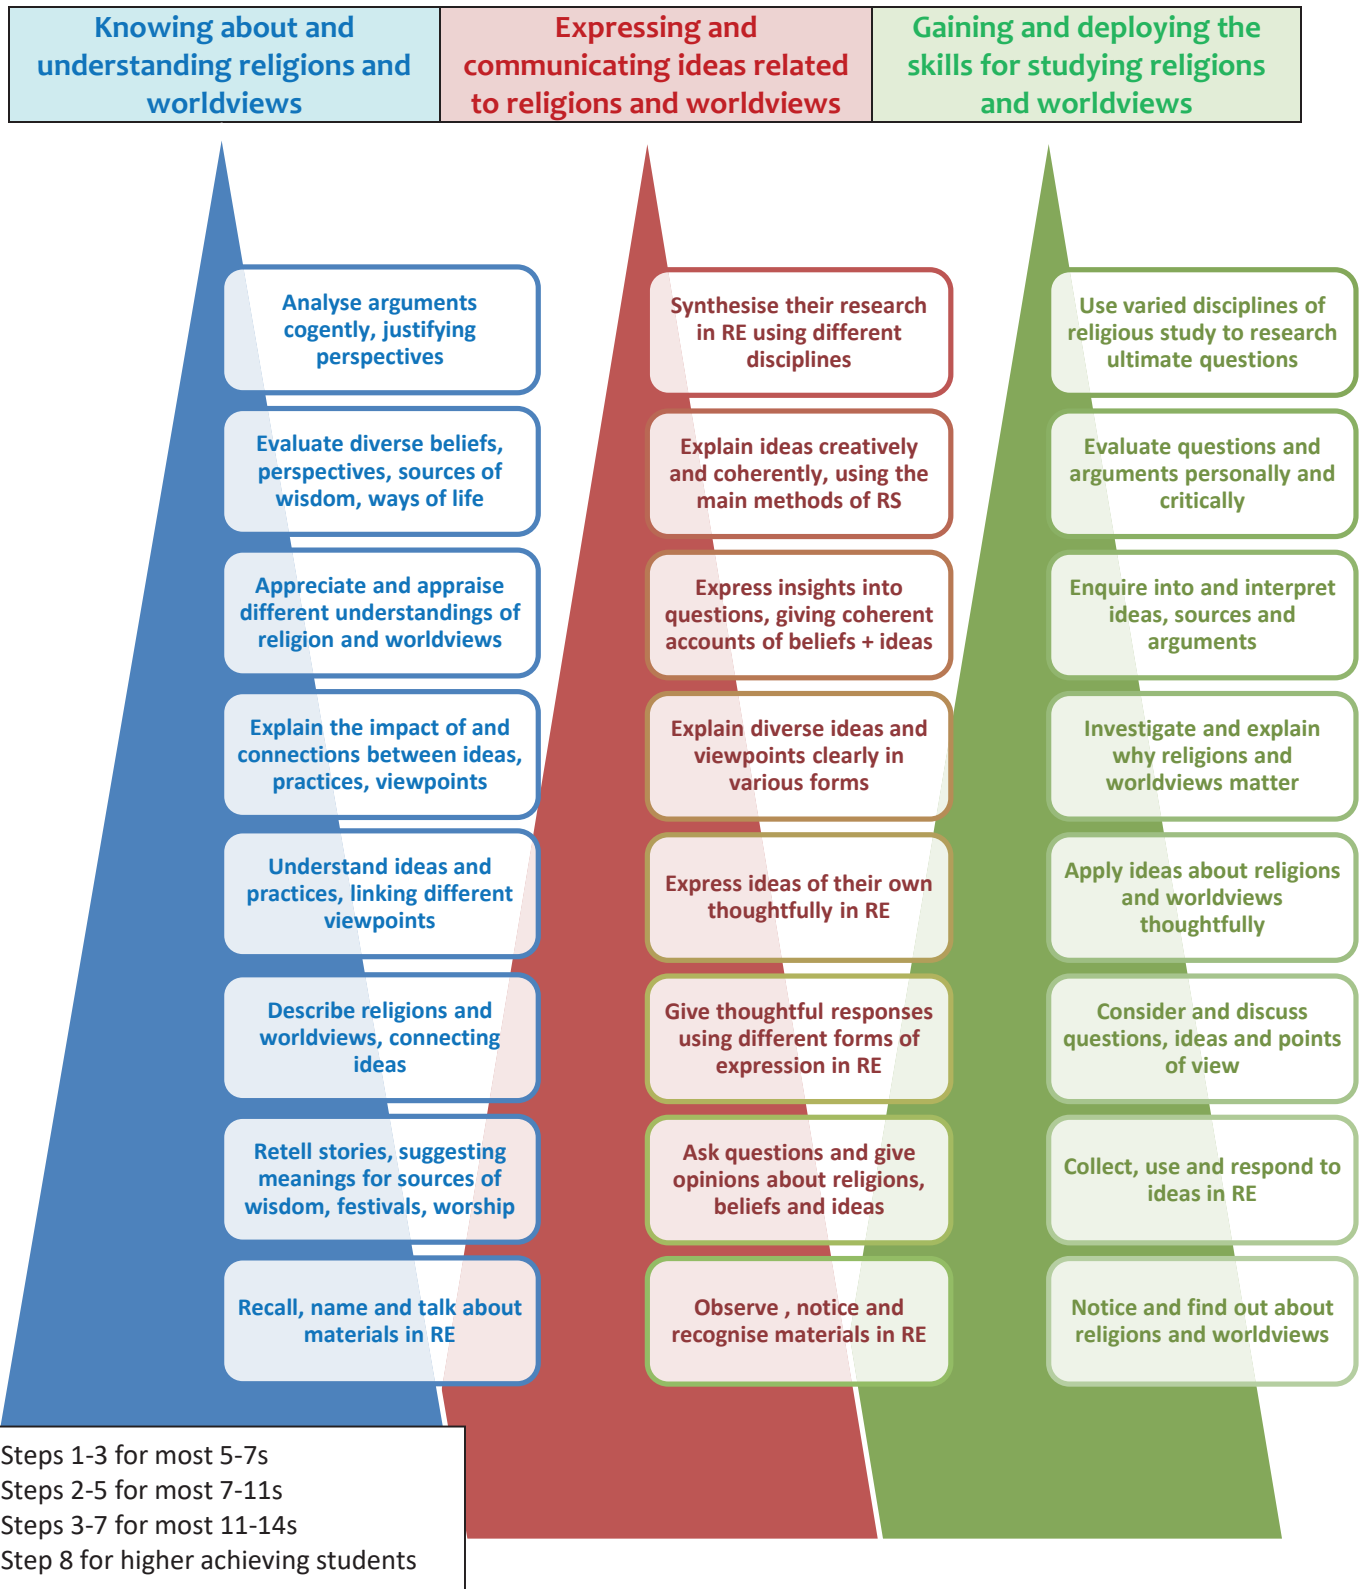 Knowing about and
understanding religions and
worldviews
Expressing and
communicating ideas related
to religions and worldviews
Gaining and deploying the
skills for studying religions
and worldviews
Analyse arguments
cogently, justifying
perspectives
Evaluate diverse beliefs,
perspectives, sources of
wisdom, ways of life
Appreciate and appraise
different understandings of
religion and worldviews
Explain the impact of and
connections between ideas,
practices, viewpoints
Understand ideas and
practices, linking different
viewpoints
Describe religions and
worldviews, connecting
ideas
Retell stories, suggesting
meanings for sources of
wisdom, festivals, worship
Recall, name and talk about
materials in RE
Synthesise their research
in RE using different
disciplines
Explain ideas creatively
and coherently, using the
main methods of RS
Express insights into
questions, giving coherent
accounts of beliefs + ideas
Explain diverse ideas and
viewpoints clearly in
various forms
Express ideas of their own
thoughtfully in RE
Give thoughtful responses
using different forms of
expression in RE
Ask questions and give
opinions about religions,
beliefs and ideas
Observe , notice and
recognise materials in RE
Use varied disciplines of
religious study to research
ultimate questions
Evaluate questions and
arguments personally and
critically
Enquire into and interpret
ideas, sources and
arguments
Investigate and explain
why religions and
worldviews matter
Apply ideas about religions
and worldviews
thoughtfully
Consider and discuss
questions, ideas and points
of view
Collect, use and respond to
ideas in RE
Notice and find out about
religions and worldviews
Steps 1-3 for most 5-7s
Steps 2-5 for most 7-11s
Steps 3-7 for most 11-14s
Step 8 for higher achieving students